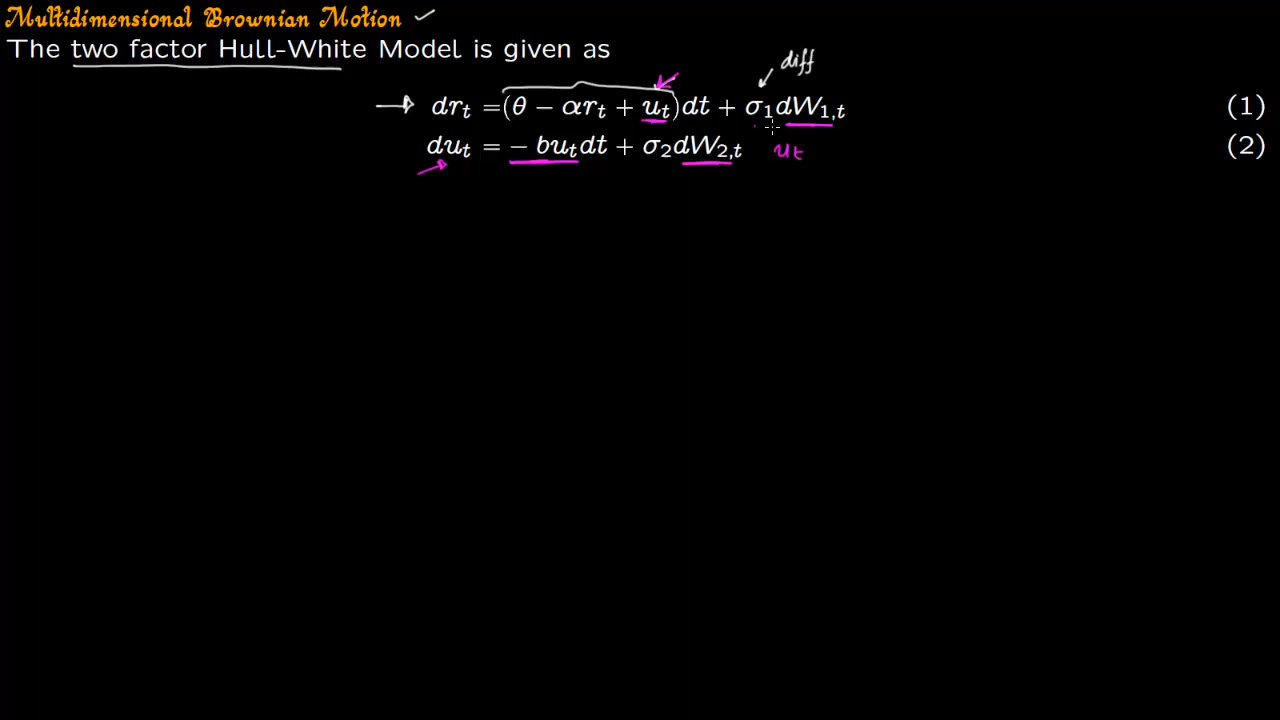 Multidimensional Brownian Motion
The two factor Hull-White Model is given as
diff
drₜ =(θ − αrₜ + uₜ)dt + σ₁dW₁,ₜ (1)
duₜ = − buₜdt + σ₂dW₂,ₜ (2)
uₜ